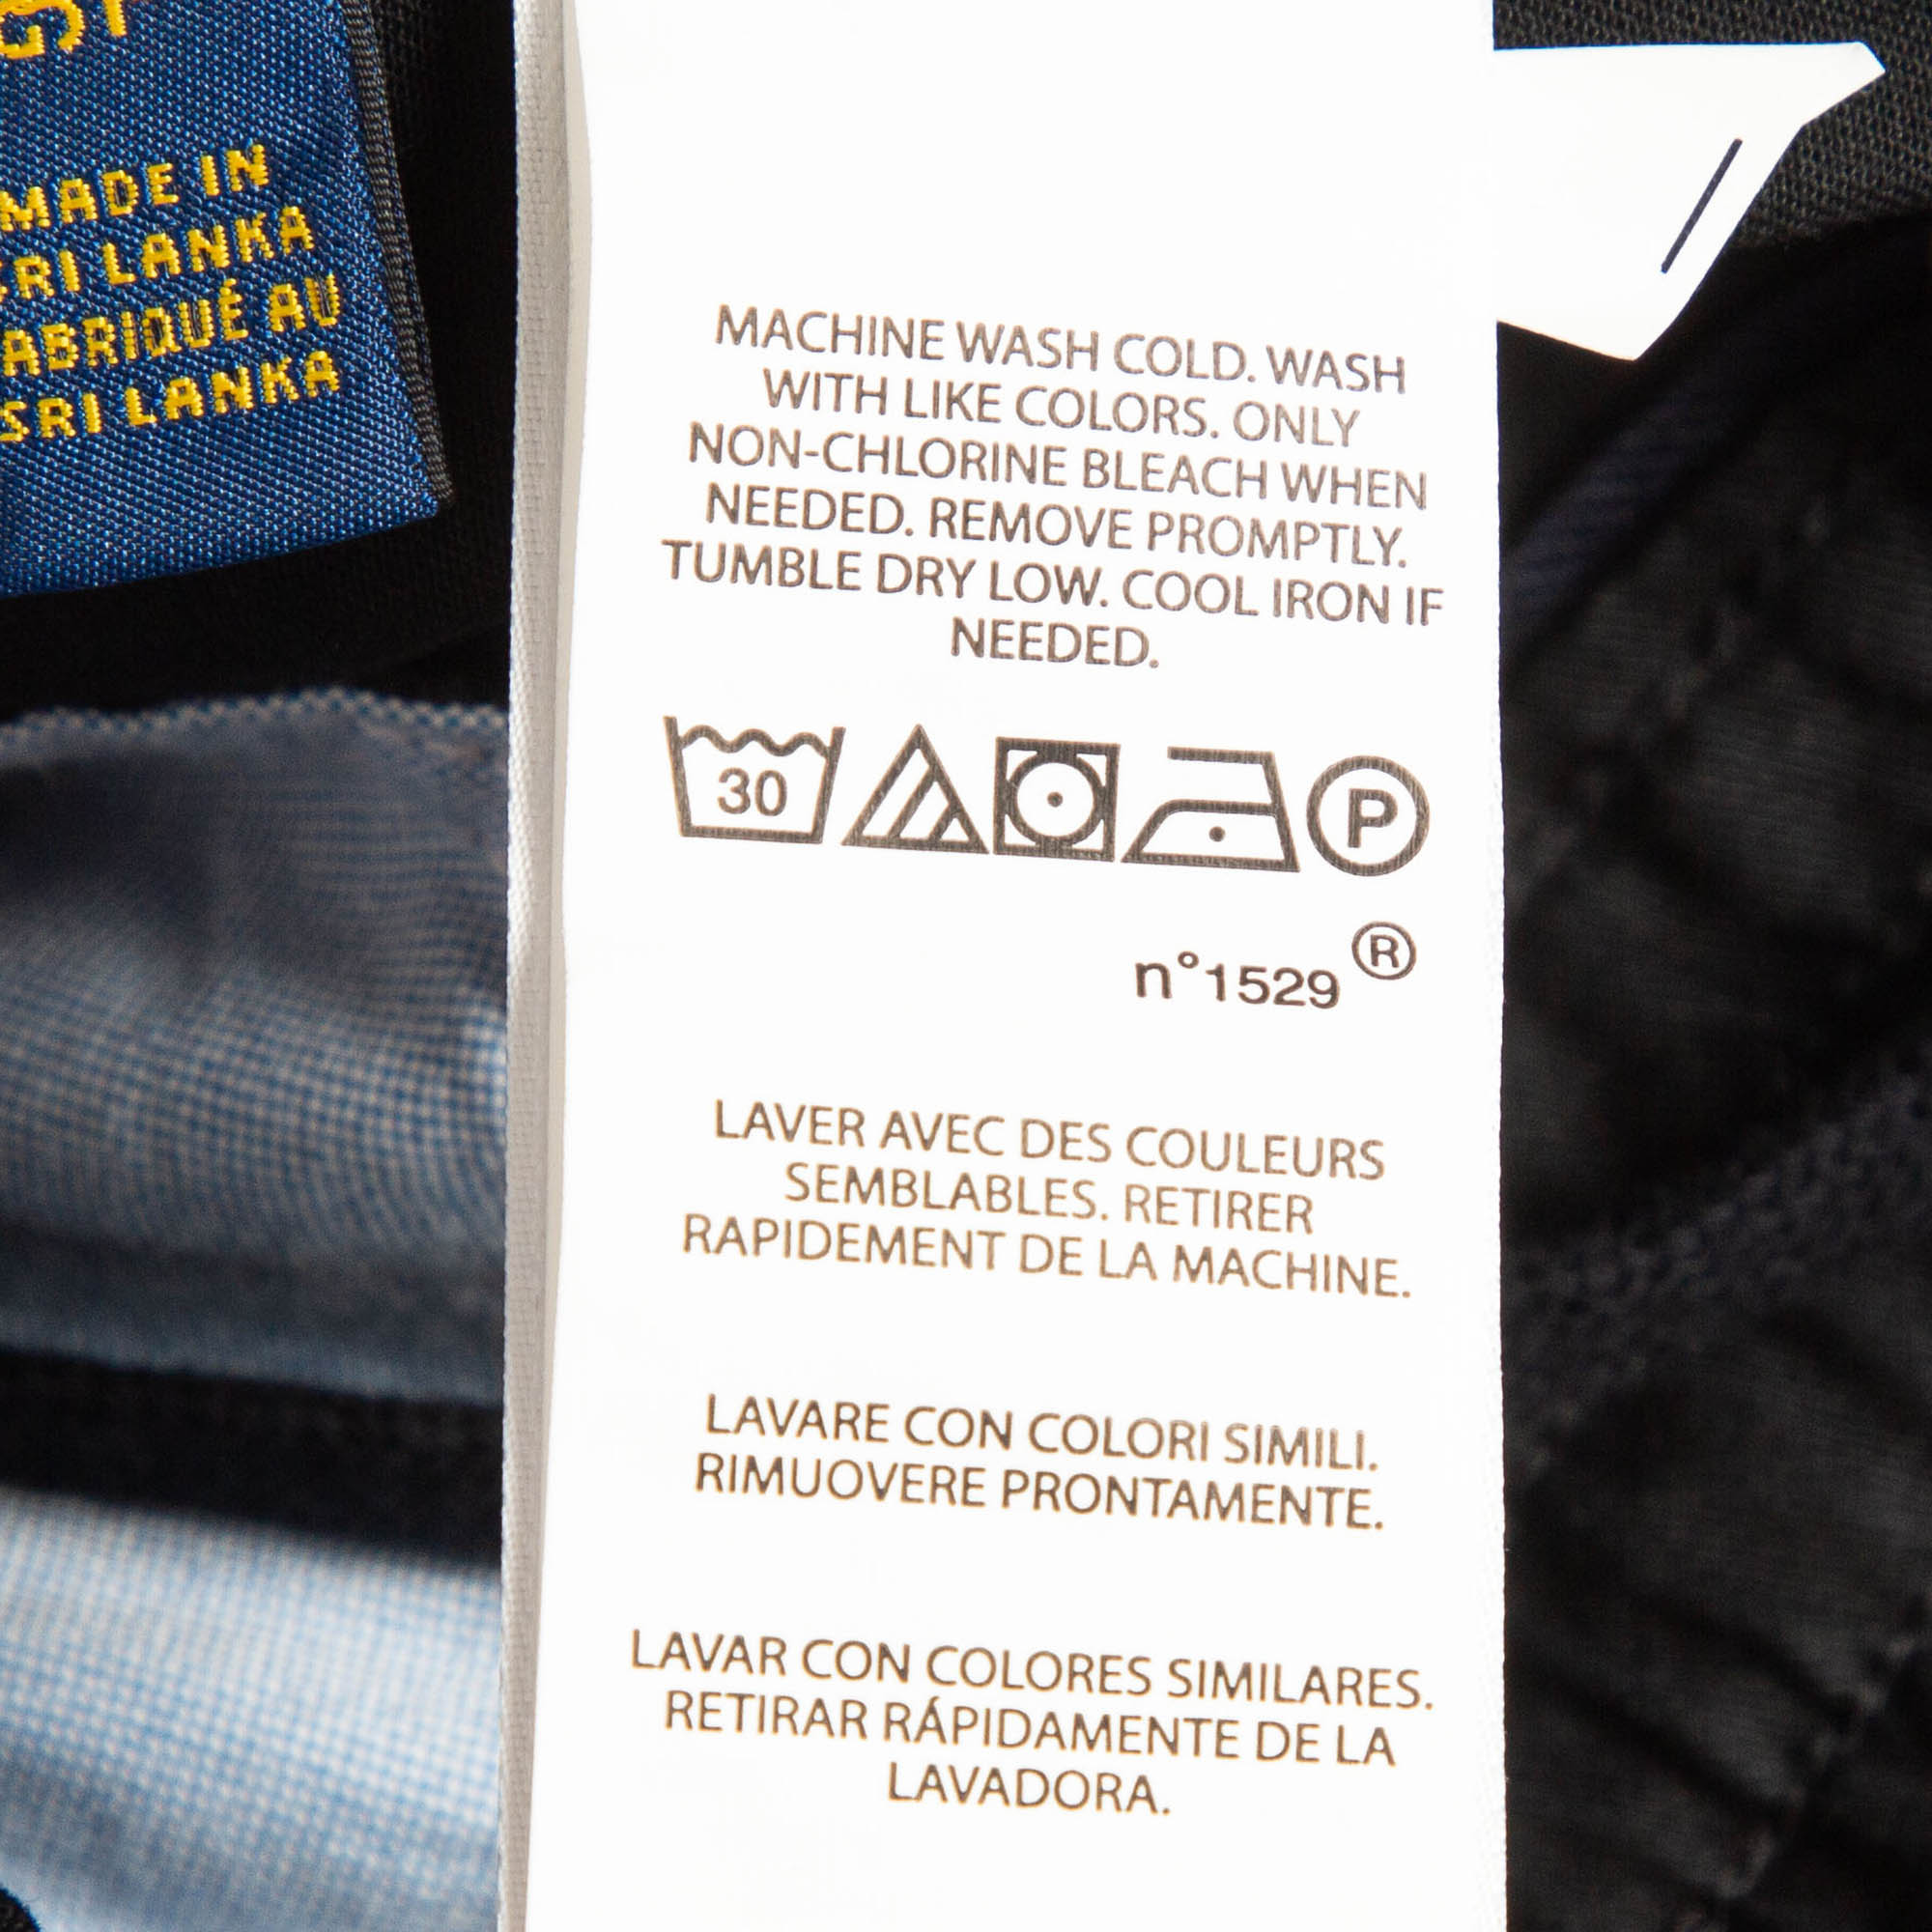 MADE IN
SRI LANKA
FABRIQUÉ AU
SRI LANKA
MACHINE WASH COLD. WASH
WITH LIKE COLORS. ONLY
NON-CHLORINE BLEACH WHEN
NEEDED. REMOVE PROMPTLY.
TUMBLE DRY LOW. COOL IRON IF
NEEDED.
30 P
n°1529 ®
LAVER AVEC DES COULEURS
SEMBLABLES. RETIRER
RAPIDEMENT DE LA MACHINE.
LAVARE CON COLORI SIMILI.
RIMUOVERE PRONTAMENTE.
LAVAR CON COLORES SIMILARES.
RETIRAR RÁPIDAMENTE DE LA
LAVADORA.